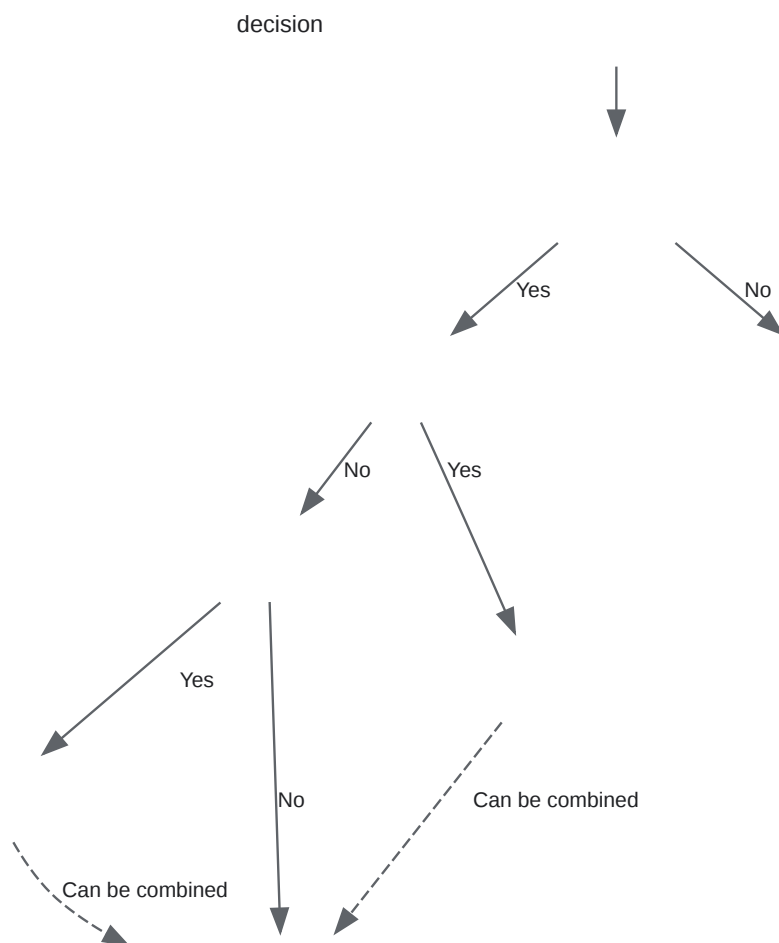 decision
Yes
No
No
Yes
Yes
No
Can be combined
Can be combined